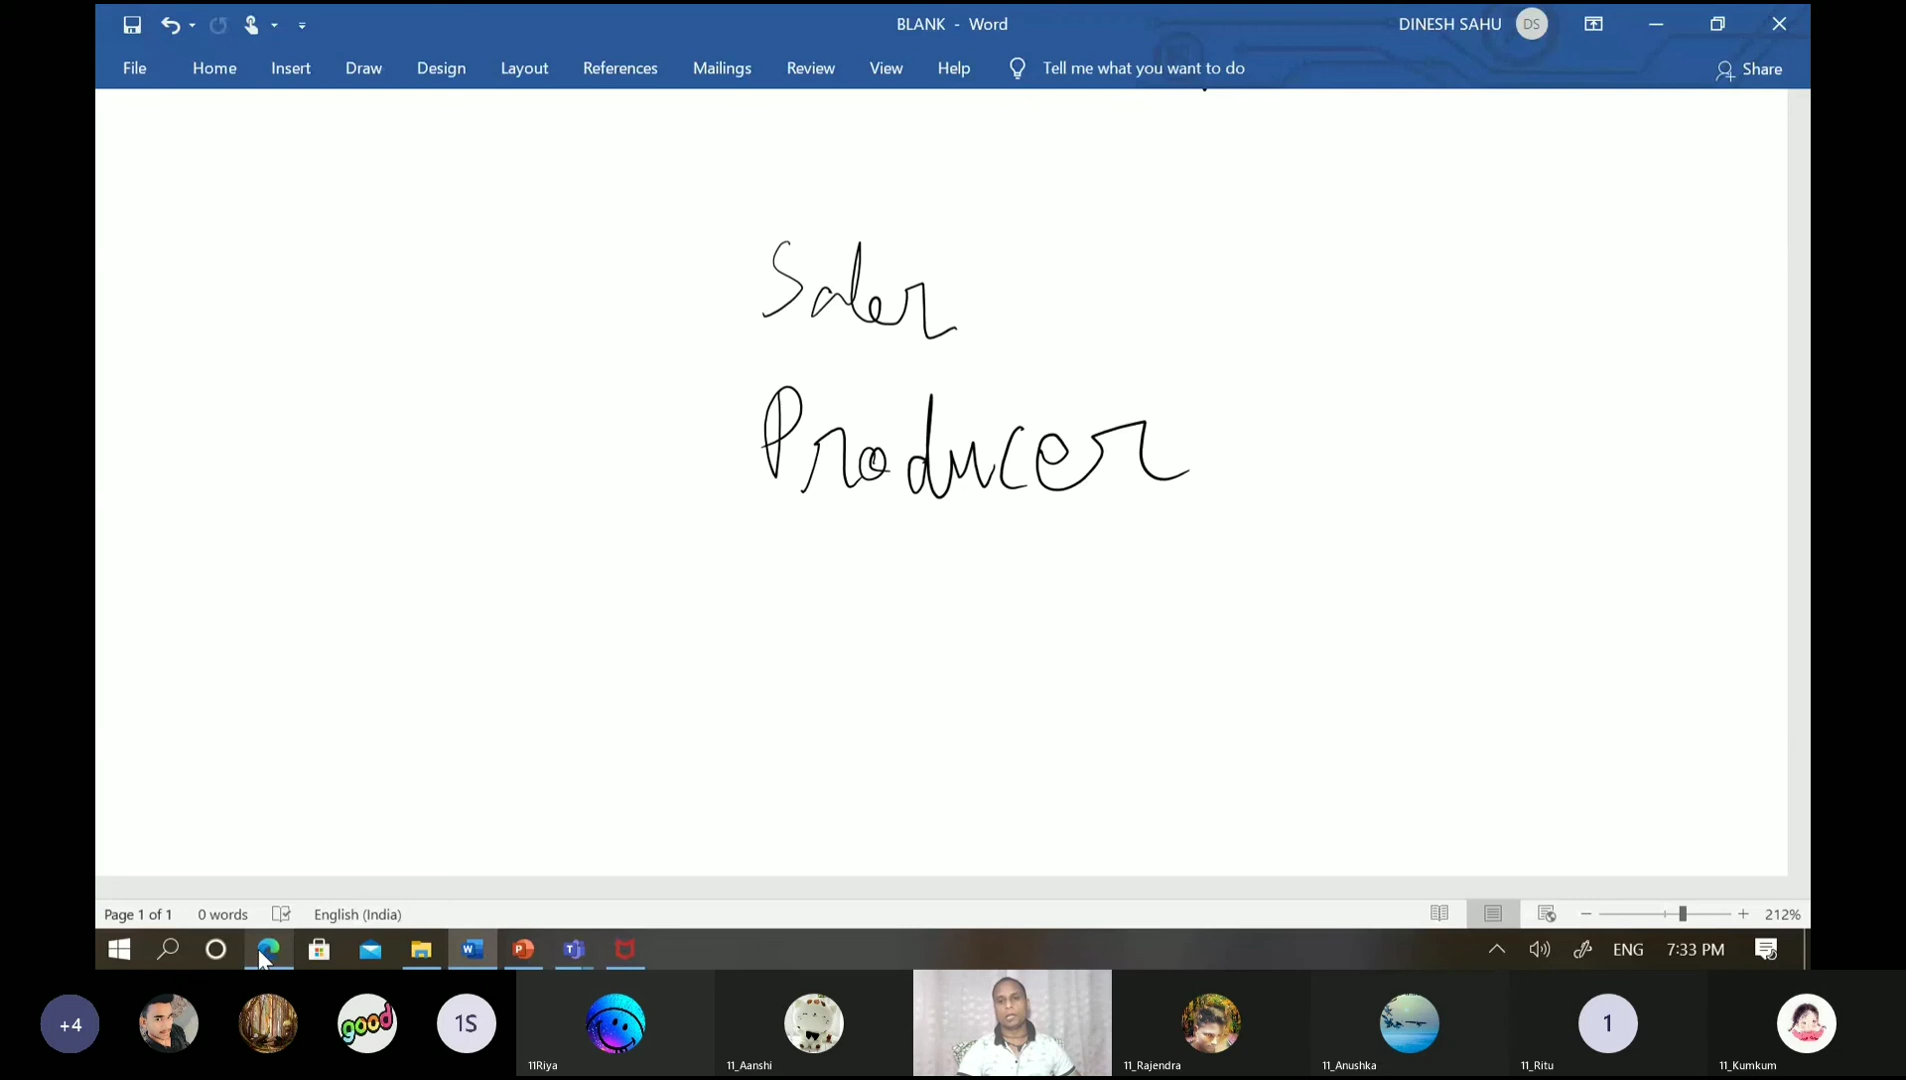 BLANK - Word
DINESH SAHU DS
File Home Insert Draw Design Layout References Mailings Review View Help Tell me what you want to do Share
Saler
Producer
Page 1 of 1 0 words English (India) 212%
ENG 7:33 PM
+4 good 1S 1
11Riya 11_Aanshi 11_Rajendra 11_Anushka 11_Ritu 11_Kumkum